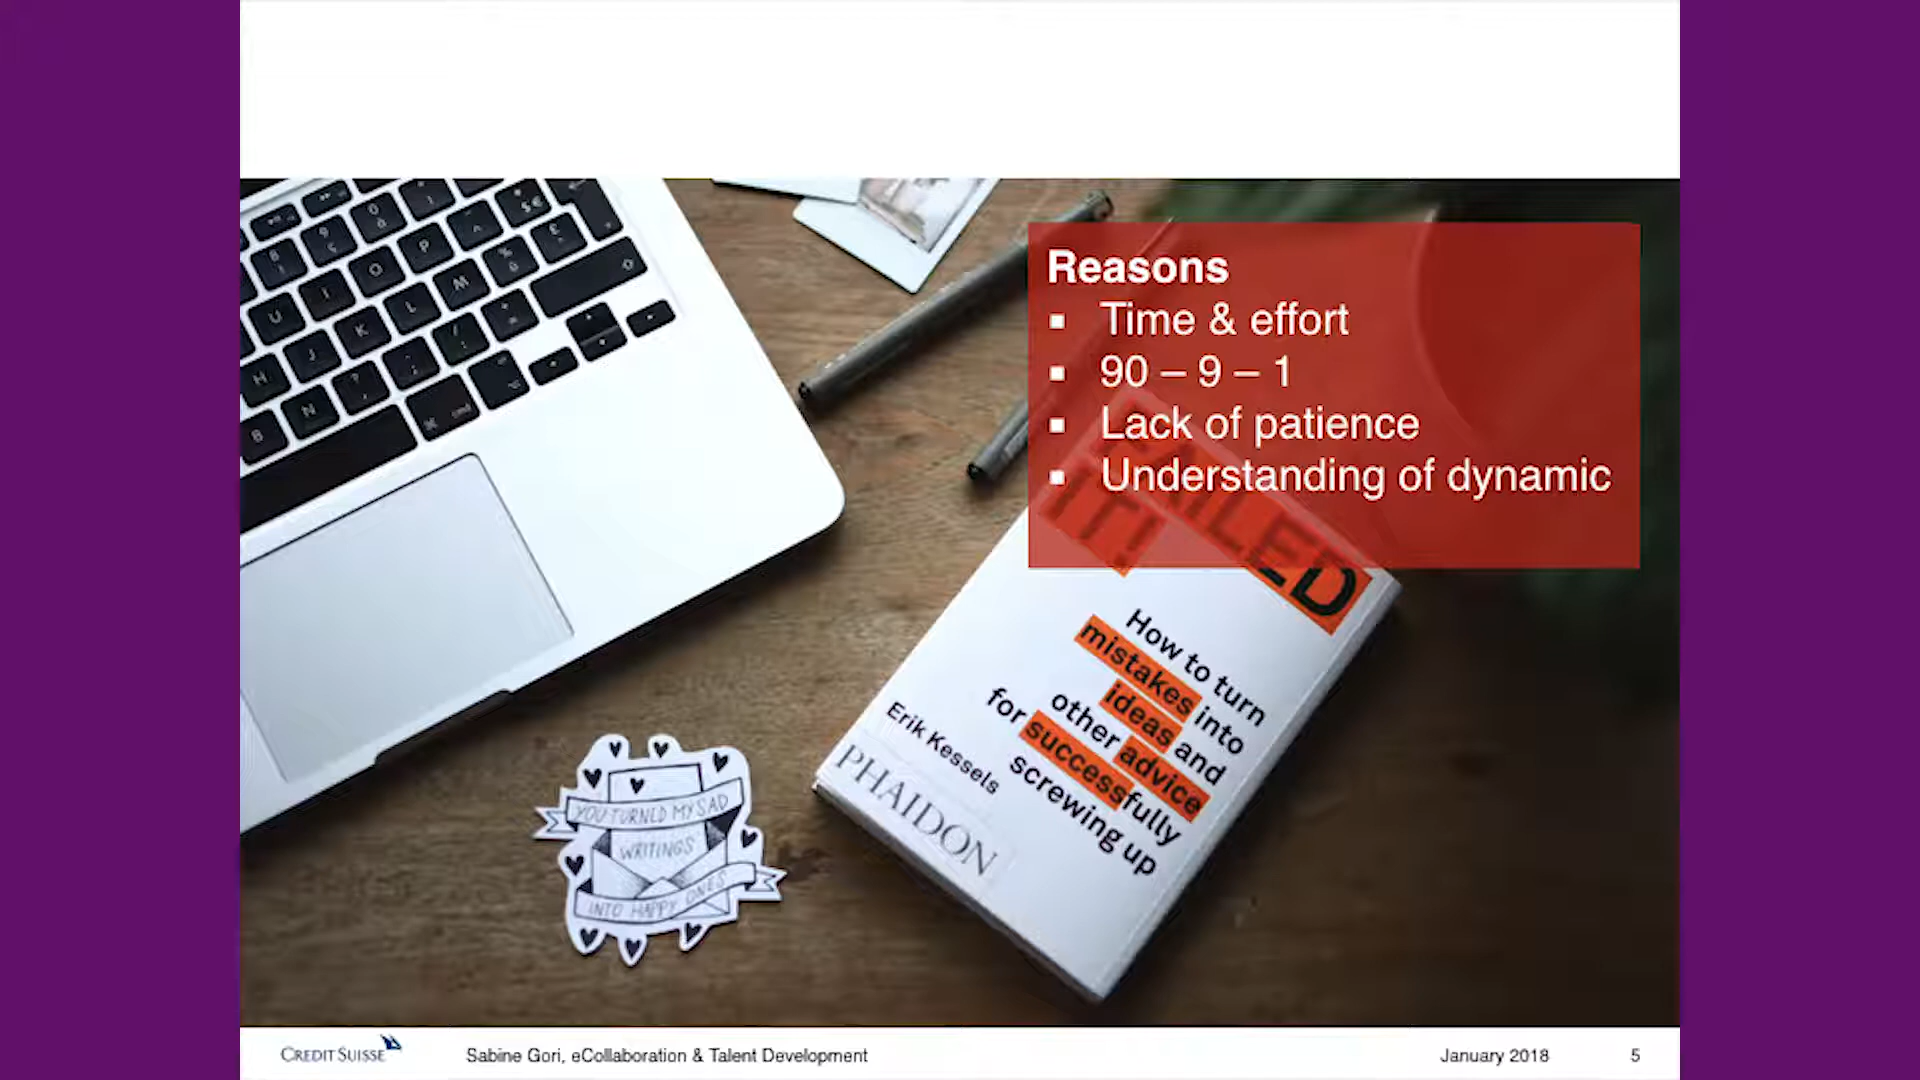 Reasons
▪ Time & effort
▪ 90 – 9 – 1
▪ Lack of patience
▪ Understanding of dynamic
FAILED
IT!
How to turn
mistakes into
ideas and
other advice
for successfully
screwing up
Erik Kessels
PHAIDON
YOU TURNED MY SAD
WRITINGS
INTO HAPPY ONES
CREDIT SUISSE
Sabine Gori, eCollaboration & Talent Development
January 2018
5